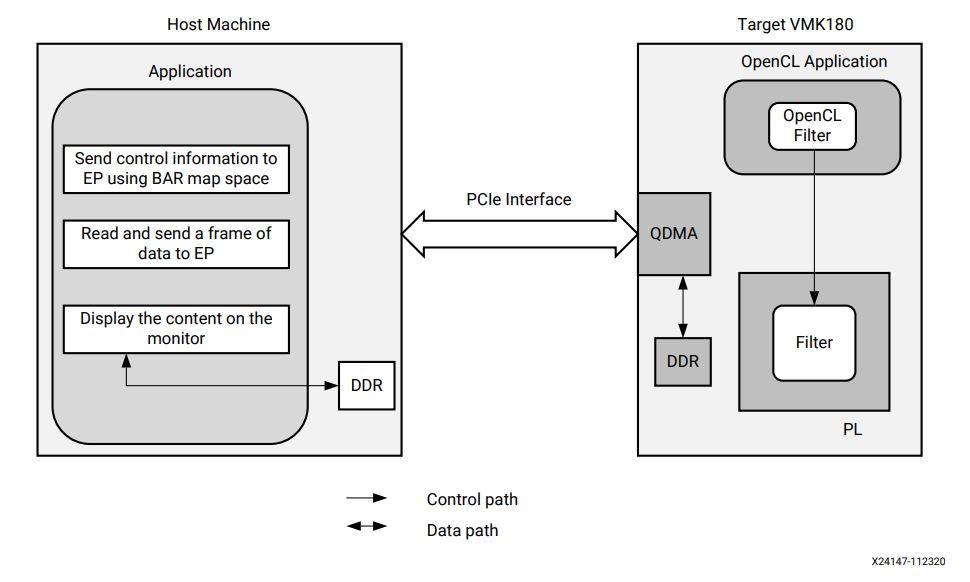 Host Machine
Target VMK180
Application
OpenCL Application
OpenCL
Filter
Send control information to
EP using BAR map space
PCIe Interface
Read and send a frame of
data to EP
QDMA
Display the content on the
monitor
Filter
DDR
DDR
PL
Control path
Data path
X24147-112320